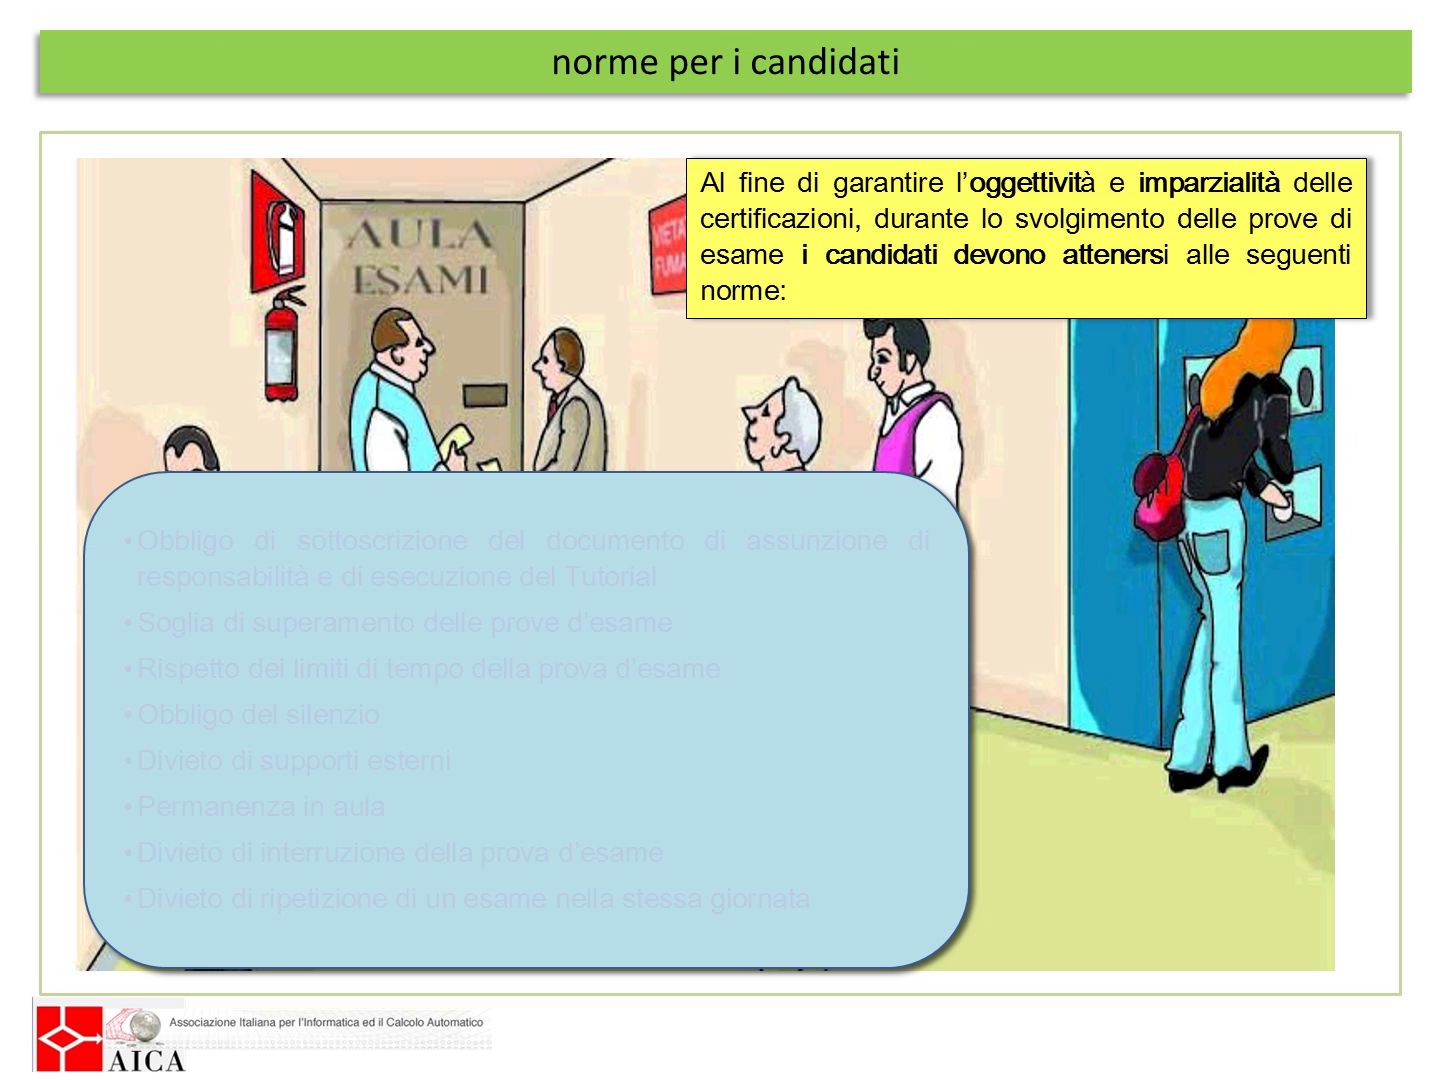 norme per i candidati
Al fine di garantire l’oggettività e imparzialità delle
certificazioni, durante lo svolgimento delle prove di
esame i candidati devono attenersi alle seguenti
norme:
AULA
ESAMI
•Obbligo di sottoscrizione del documento di assunzione di
responsabilità e di esecuzione del Tutorial
•Soglia di superamento delle prove d’esame
•Rispetto dei limiti di tempo della prova d’esame
•Obbligo del silenzio
•Divieto di supporti esterni
•Permanenza in aula
•Divieto di interruzione della prova d’esame
•Divieto di ripetizione di un esame nella stessa giornata
Associazione Italiana per l'Informatica ed il Calcolo Automatico
AICA